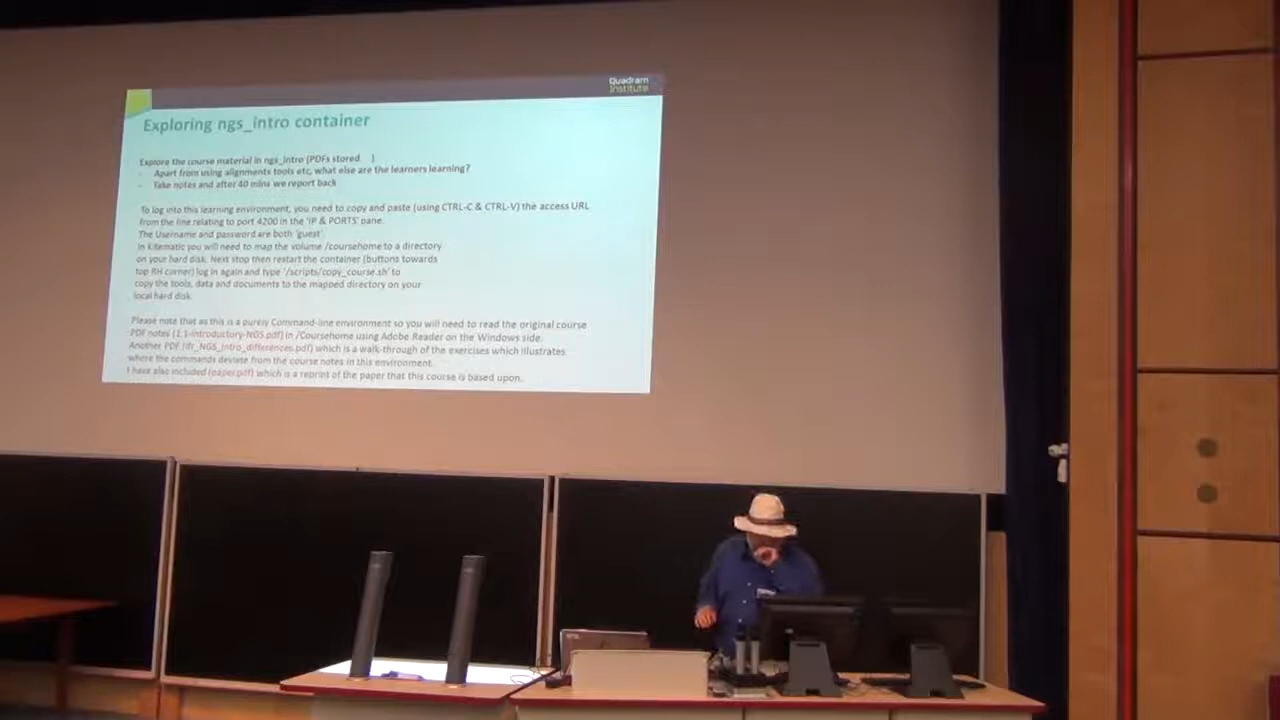 Quadram
Institute
Exploring ngs_intro container
Explore the course material in ngs_intro (PDFs stored )
- Apart from using alignments tools etc, what else are the learners learning?
- Take notes and after 40 mins we report back
To log into this learning environment, you need to copy and paste (using CTRL-C & CTRL-V) the access URL
from the line relating to port 4200 in the 'IP & PORTS' pane.
The Username and password are both 'guest'.
In Kitematic you will need to map the volume /coursehome to a directory
on your hard disk. Next stop then restart the container (buttons towards
top RH corner) log in again and type '/scripts/copy_course.sh' to
copy the tools, data and documents to the mapped directory on your
local hard disk.
Please note that as this is a purely Command-line environment so you will need to read the original course
PDF notes (1.1-Introductory-NGS.pdf) in /Coursehome using Adobe Reader on the Windows side.
Another PDF (ifr_NGS_intro_differences.pdf) which is a walk-through of the exercises which illustrates
where the commands deviate from the course notes in this environment.
I have also included (paper.pdf) which is a reprint of the paper that this course is based upon.